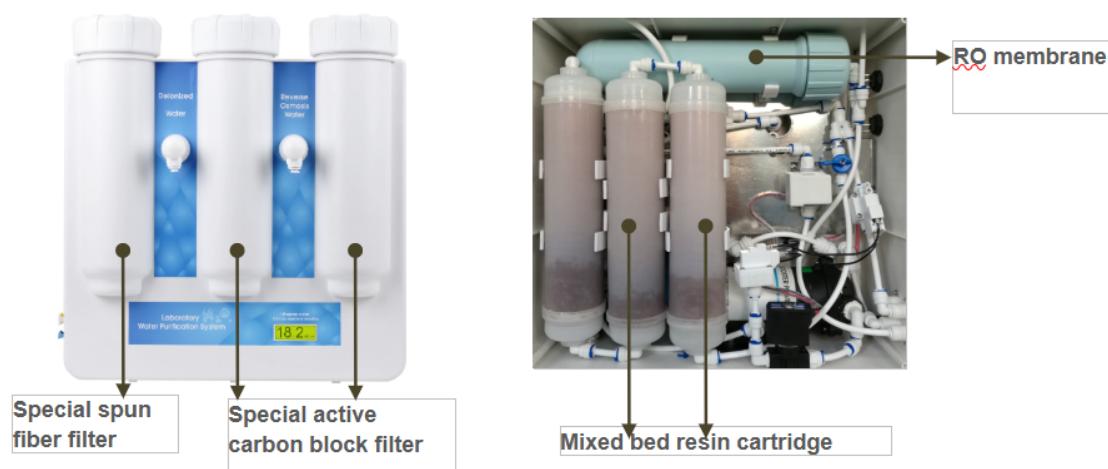 Deionized
Water
Reverse
Osmosis
Water
Laboratory H₂O
Water Purification System
18.2
Special spun
fiber filter
Special active
carbon block filter
RO membrane
Mixed bed resin cartridge